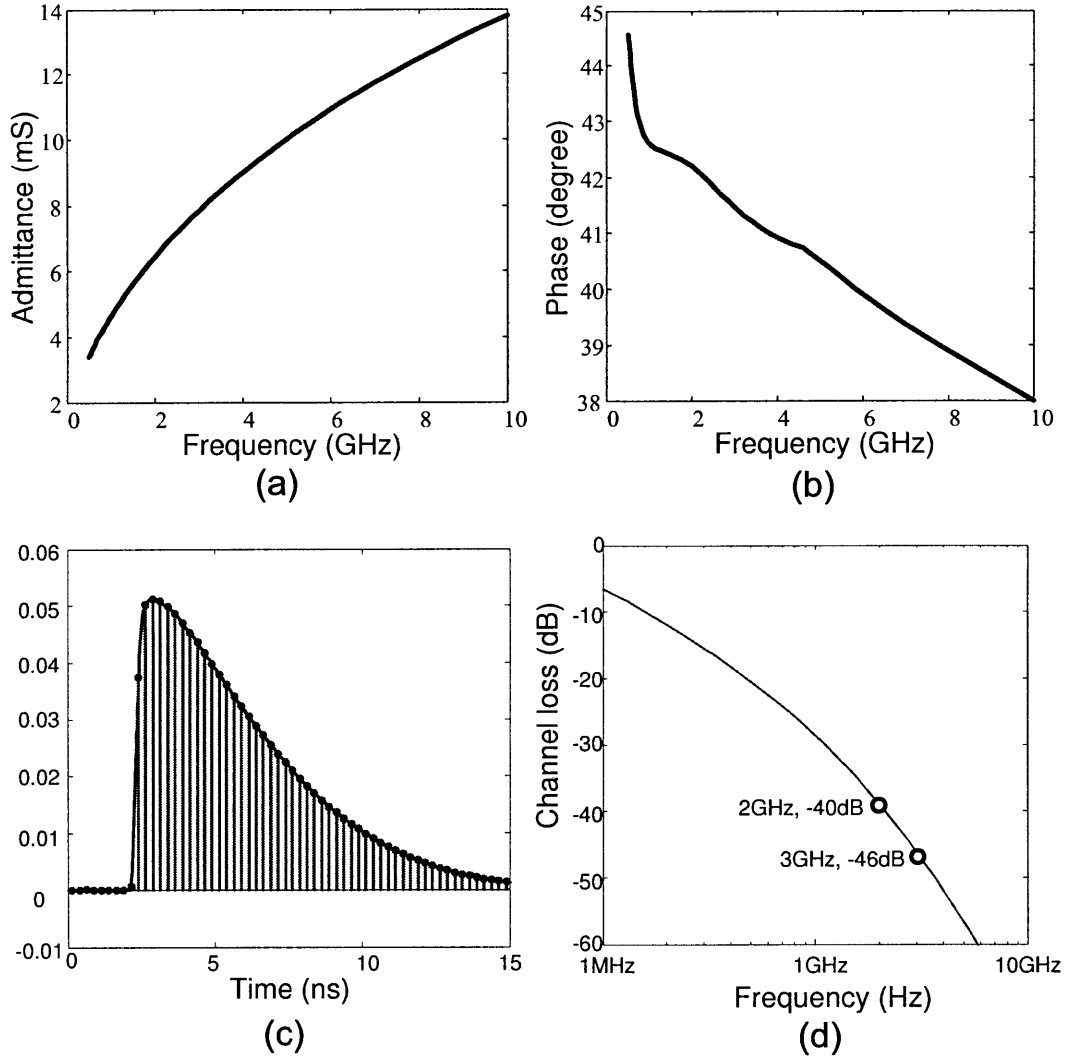 14
12
10
8
6
4
2
0 2 4 6 8 10
Admittance (mS)
Frequency (GHz)
(a)
45
44
43
42
41
40
39
38
0 2 4 6 8 10
Phase (degree)
Frequency (GHz)
(b)
0.06
0.05
0.04
0.03
0.02
0.01
0
-0.01
0 5 10 15
Time (ns)
(c)
0
-10
-20
-30
-40
-50
-60
Channel loss (dB)
2GHz, -40dB
3GHz, -46dB
1MHz 1GHz 10GHz
Frequency (Hz)
(d)